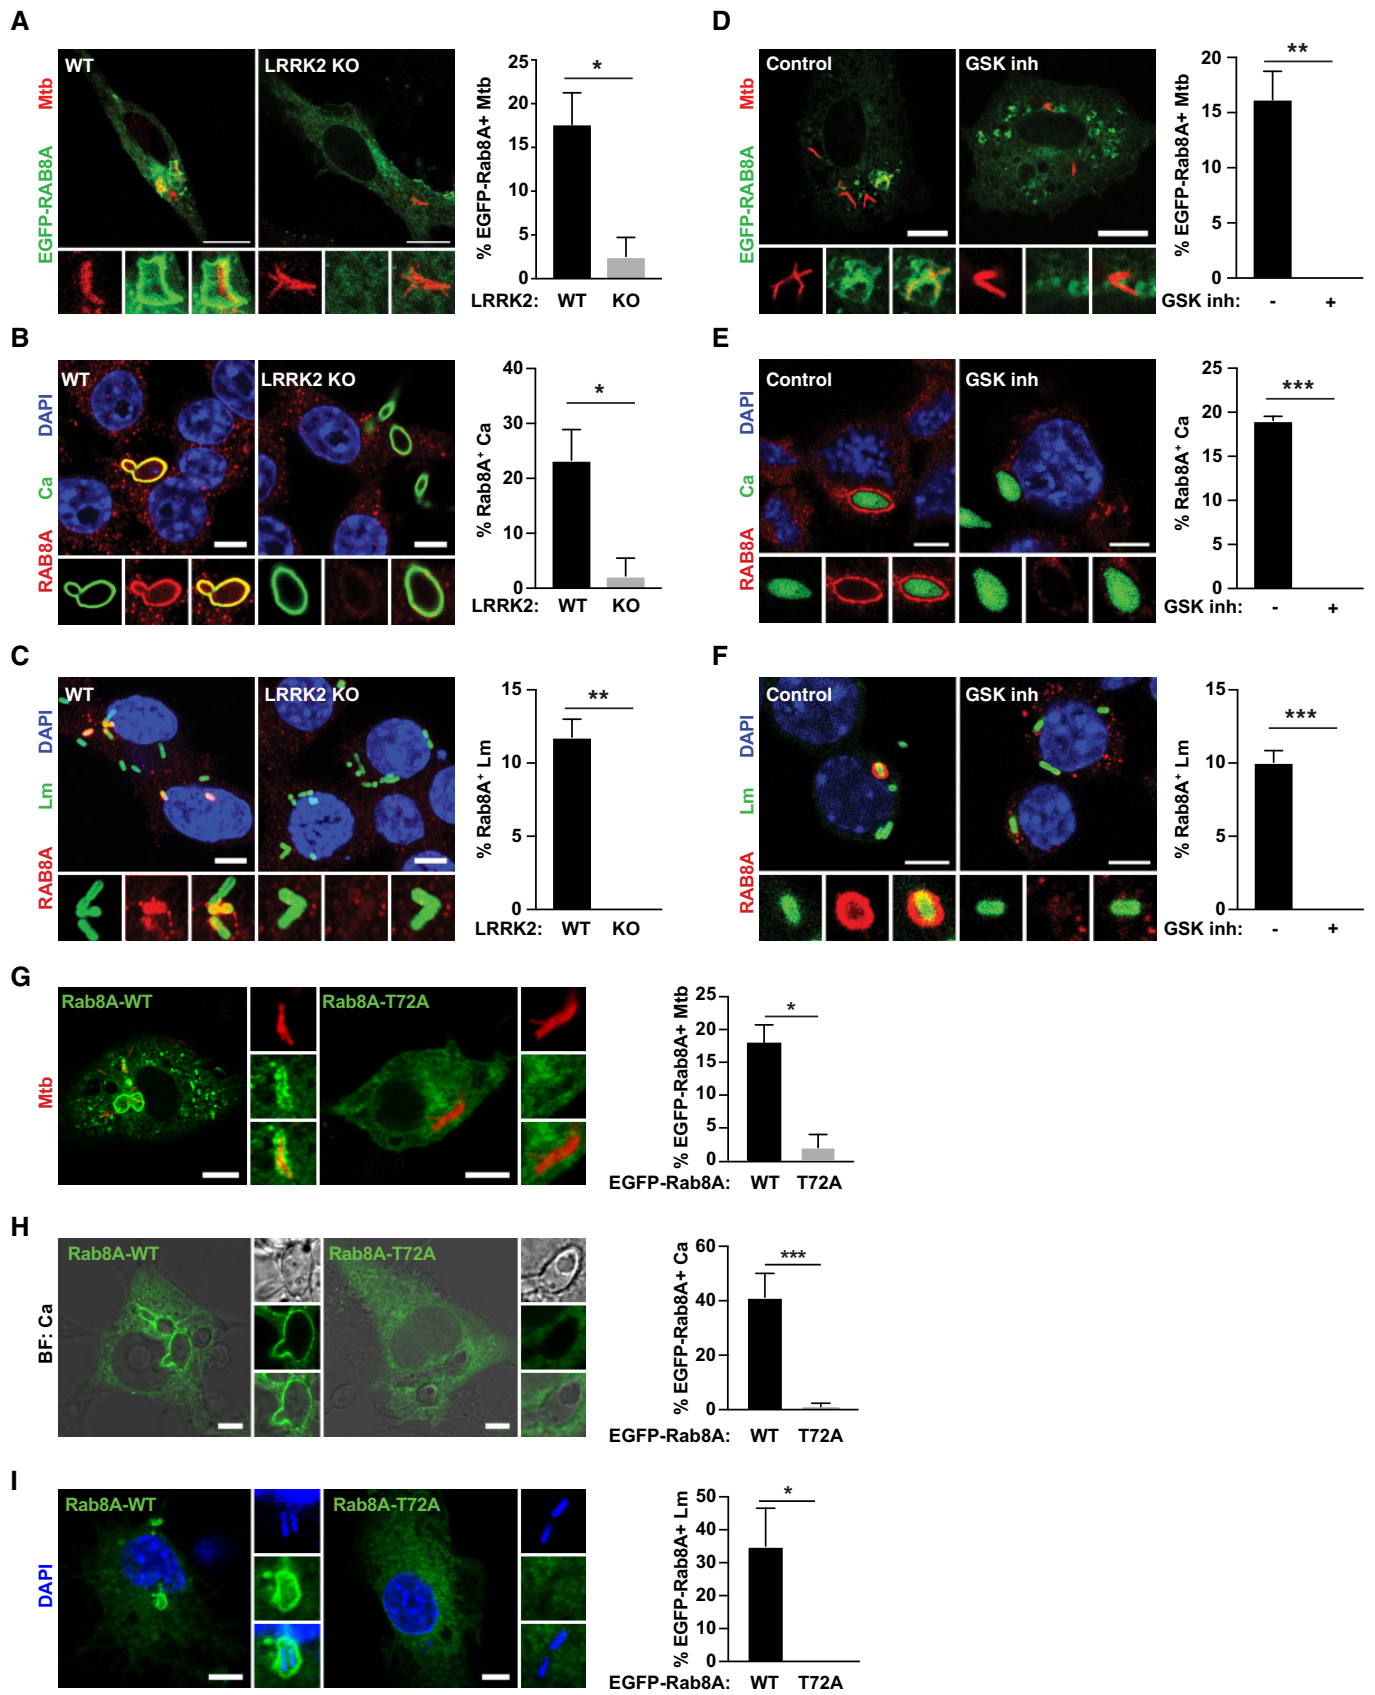 A
EGFP-RAB8A Mtb
WT
LRRK2 KO
% EGFP-Rab8A+ Mtb
25
20
15
10
5
0
*
LRRK2: WT KO
B
RAB8A Ca DAPI
WT
LRRK2 KO
% Rab8A+ Ca
40
30
20
10
0
*
LRRK2: WT KO
C
RAB8A Lm DAPI
WT
LRRK2 KO
% Rab8A+ Lm
15
10
5
0
**
LRRK2: WT KO
D
EGFP-RAB8A Mtb
Control
GSK inh
% EGFP-Rab8A+ Mtb
20
15
10
5
0
**
GSK inh: - +
E
RAB8A Ca DAPI
Control
GSK inh
% Rab8A+ Ca
25
20
15
10
5
0
***
GSK inh: - +
F
RAB8A Lm DAPI
Control
GSK inh
% Rab8A+ Lm
15
10
5
0
***
GSK inh: - +
G
Mtb
Rab8A-WT
Rab8A-T72A
% EGFP-Rab8A+ Mtb
25
20
15
10
5
0
*
EGFP-Rab8A: WT T72A
H
BF: Ca
Rab8A-WT
Rab8A-T72A
% EGFP-Rab8A+ Ca
60
40
20
0
***
EGFP-Rab8A: WT T72A
I
DAPI
Rab8A-WT
Rab8A-T72A
% EGFP-Rab8A+ Lm
50
40
30
20
10
0
*
EGFP-Rab8A: WT T72A